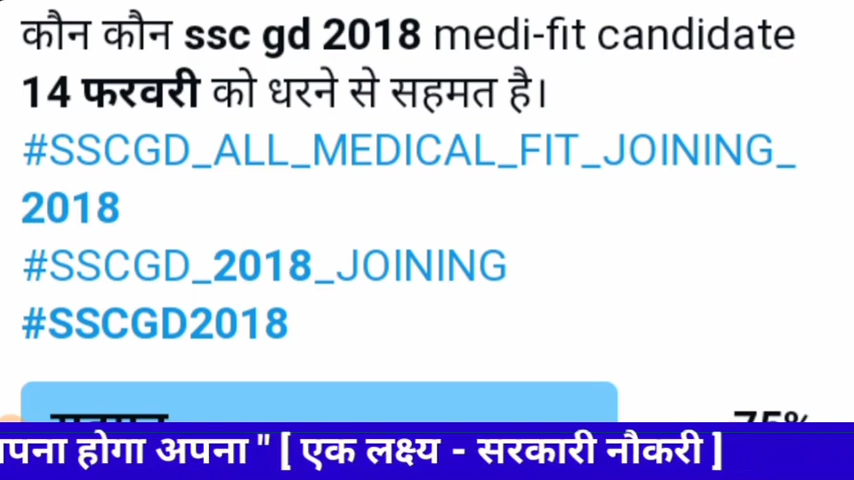 कौन कौन ssc gd 2018 medi-fit candidate
14 फरवरी को धरने से सहमत है।
#SSCGD_ALL_MEDICAL_FIT_JOINING_
2018
#SSCGD_2018_JOINING
#SSCGD2018
75%
होगा अपना " [ एक लक्ष्य - सरकारी नौकरी ]